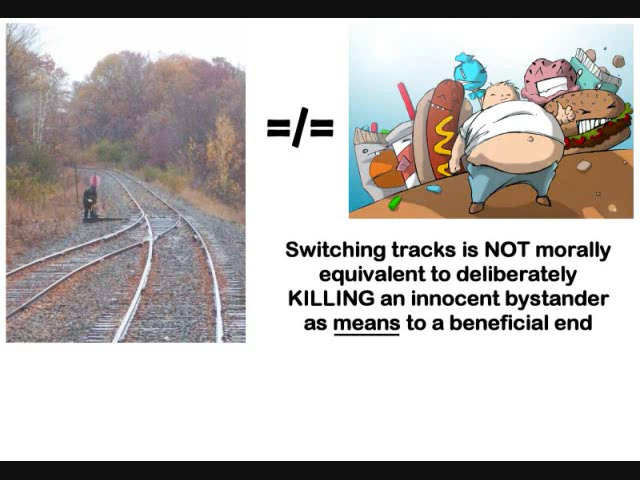 =/=
Switching tracks is NOT morally
equivalent to deliberately
KILLING an innocent bystander
as means to a beneficial end